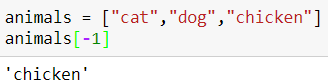 animals = ["cat","dog","chicken"]
animals[-1]
'chicken'